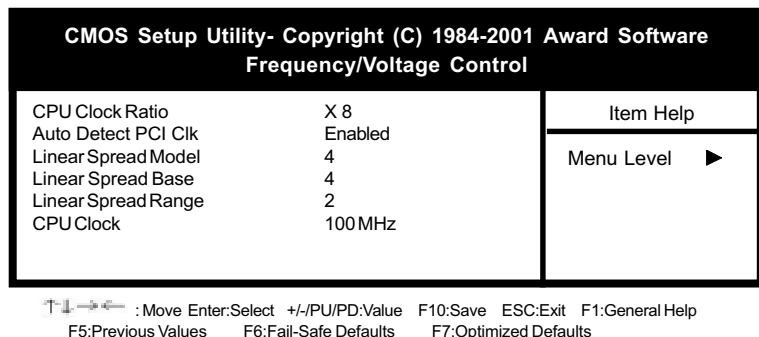 CMOS Setup Utility- Copyright (C) 1984-2001 Award Software
Frequency/Voltage Control
CPU Clock Ratio X 8
Auto Detect PCI Clk Enabled
Linear Spread Model 4
Linear Spread Base 4
Linear Spread Range 2
CPU Clock 100 MHz
Item Help
Menu Level ►
↑↓→← : Move Enter:Select +/-/PU/PD:Value F10:Save ESC:Exit F1:General Help
F5:Previous Values F6:Fail-Safe Defaults F7:Optimized Defaults